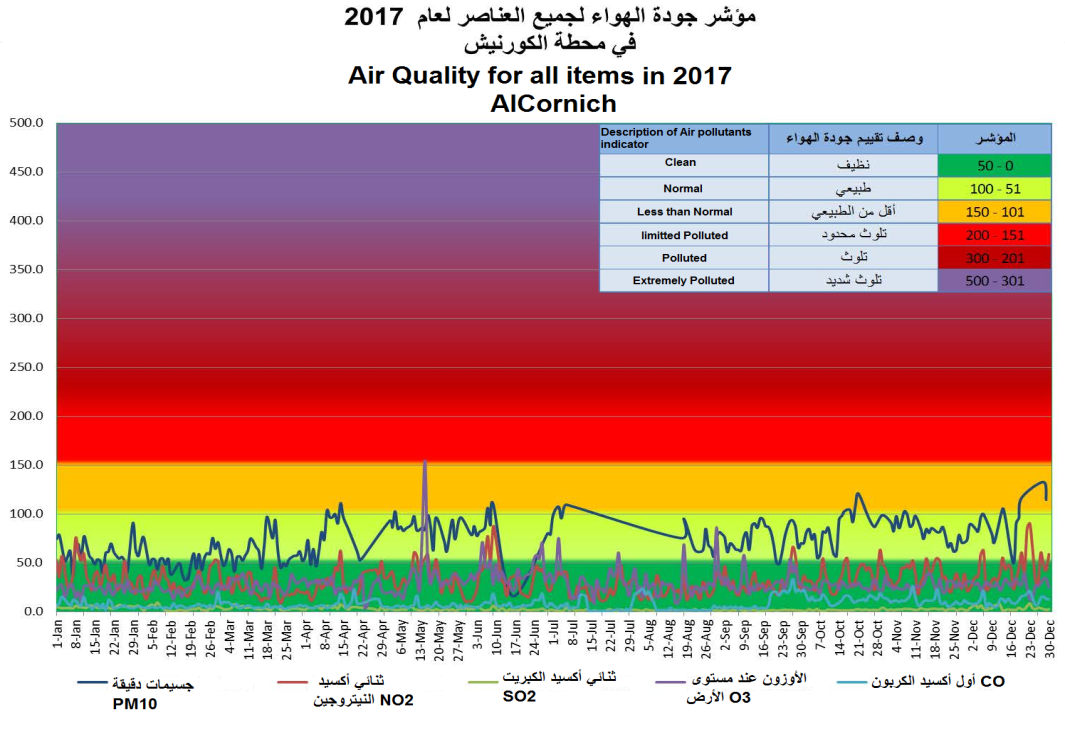 مؤشر جودة الهواء لجميع العناصر لعام 2017
في محطة الكورنيش
Air Quality for all items in 2017
AlCornich
500.0
450.0
400.0
350.0
300.0
250.0
200.0
150.0
100.0
50.0
0.0
Description of Air pollutants indicator وصف تقييم جودة الهواء المؤشر
Clean نظيف 50 - 0
Normal طبيعي 100 - 51
Less than Normal أقل من الطبيعي 150 - 101
limitted Polluted تلوث محدود 200 - 151
Polluted تلوث 300 - 201
Extremely Polluted تلوث شديد 500 - 301
1-Jan
8-Jan
15-Jan
22-Jan
29-Jan
5-Feb
12-Feb
19-Feb
26-Feb
4-Mar
11-Mar
18-Mar
25-Mar
1-Apr
8-Apr
15-Apr
22-Apr
29-Apr
6-May
13-May
20-May
27-May
3-Jun
10-Jun
17-Jun
24-Jun
1-Jul
8-Jul
15-Jul
22-Jul
29-Jul
5-Aug
12-Aug
19-Aug
26-Aug
2-Sep
9-Sep
16-Sep
23-Sep
30-Sep
7-Oct
14-Oct
21-Oct
28-Oct
4-Nov
11-Nov
18-Nov
25-Nov
2-Dec
9-Dec
16-Dec
23-Dec
30-Dec
جسيمات دقيقة
PM10
ثنائي أكسيد
النيتروجين NO2
ثنائي أكسيد الكبريت
SO2
الأوزون عند مستوى
الأرض O3
أول أكسيد الكربون CO